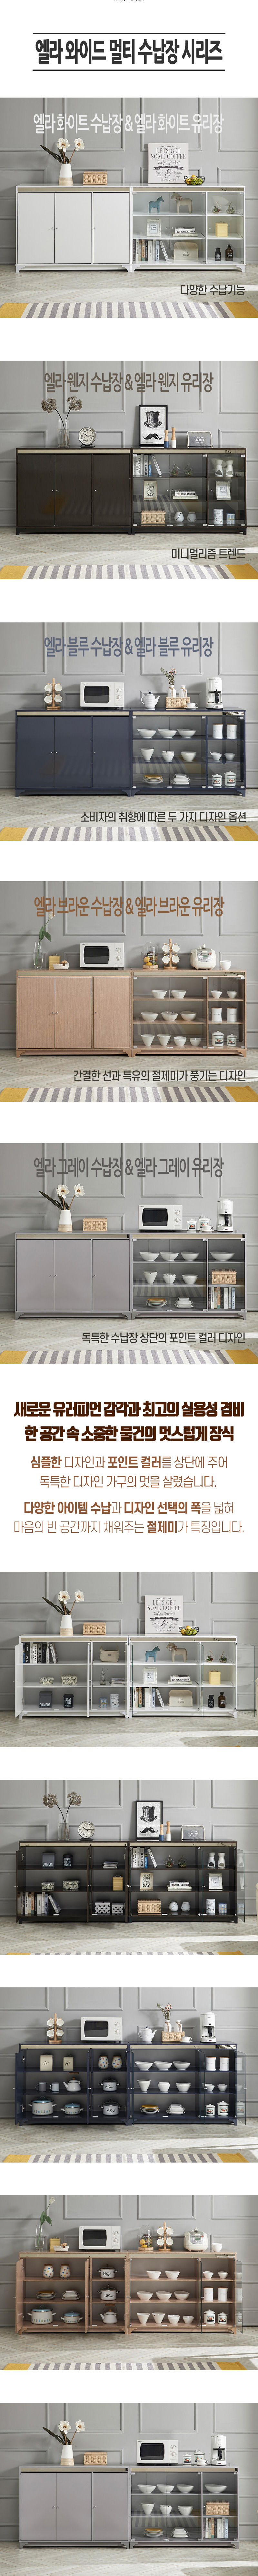 엘라 와이드 멀티 수납장 시리즈
엘라 화이트 수납장 & 엘라 화이트 유리장
LET'S GET
SOME COFFEE
다양한 수납기능
엘라 웬지 수납장 & 엘라 웬지 유리장
미니멀리즘 트렌드
엘라 블루 수납장 & 엘라 블루 유리장
소비자의 취향에 따른 두 가지 디자인 옵션
엘라 브라운 수납장 & 엘라 브라운 유리장
간결한 선과 특유의 절제미가 풍기는 디자인
엘라 그레이 수납장 & 엘라 그레이 유리장
독특한 수납장 상단의 포인트 컬러 디자인
새로운 유러피언 감각과 최고의 실용성 겸비
한 공간 속 소중한 물건의 멋스럽게 장식
심플한 디자인과 포인트 컬러를 상단에 주어
독특한 디자인 가구의 멋을 살렸습니다.
다양한 아이템 수납과 디자인 선택의 폭을 넓혀
마음의 빈 공간까지 채워주는 절제미가 특징입니다.
LET'S GET
SOME COFFEE